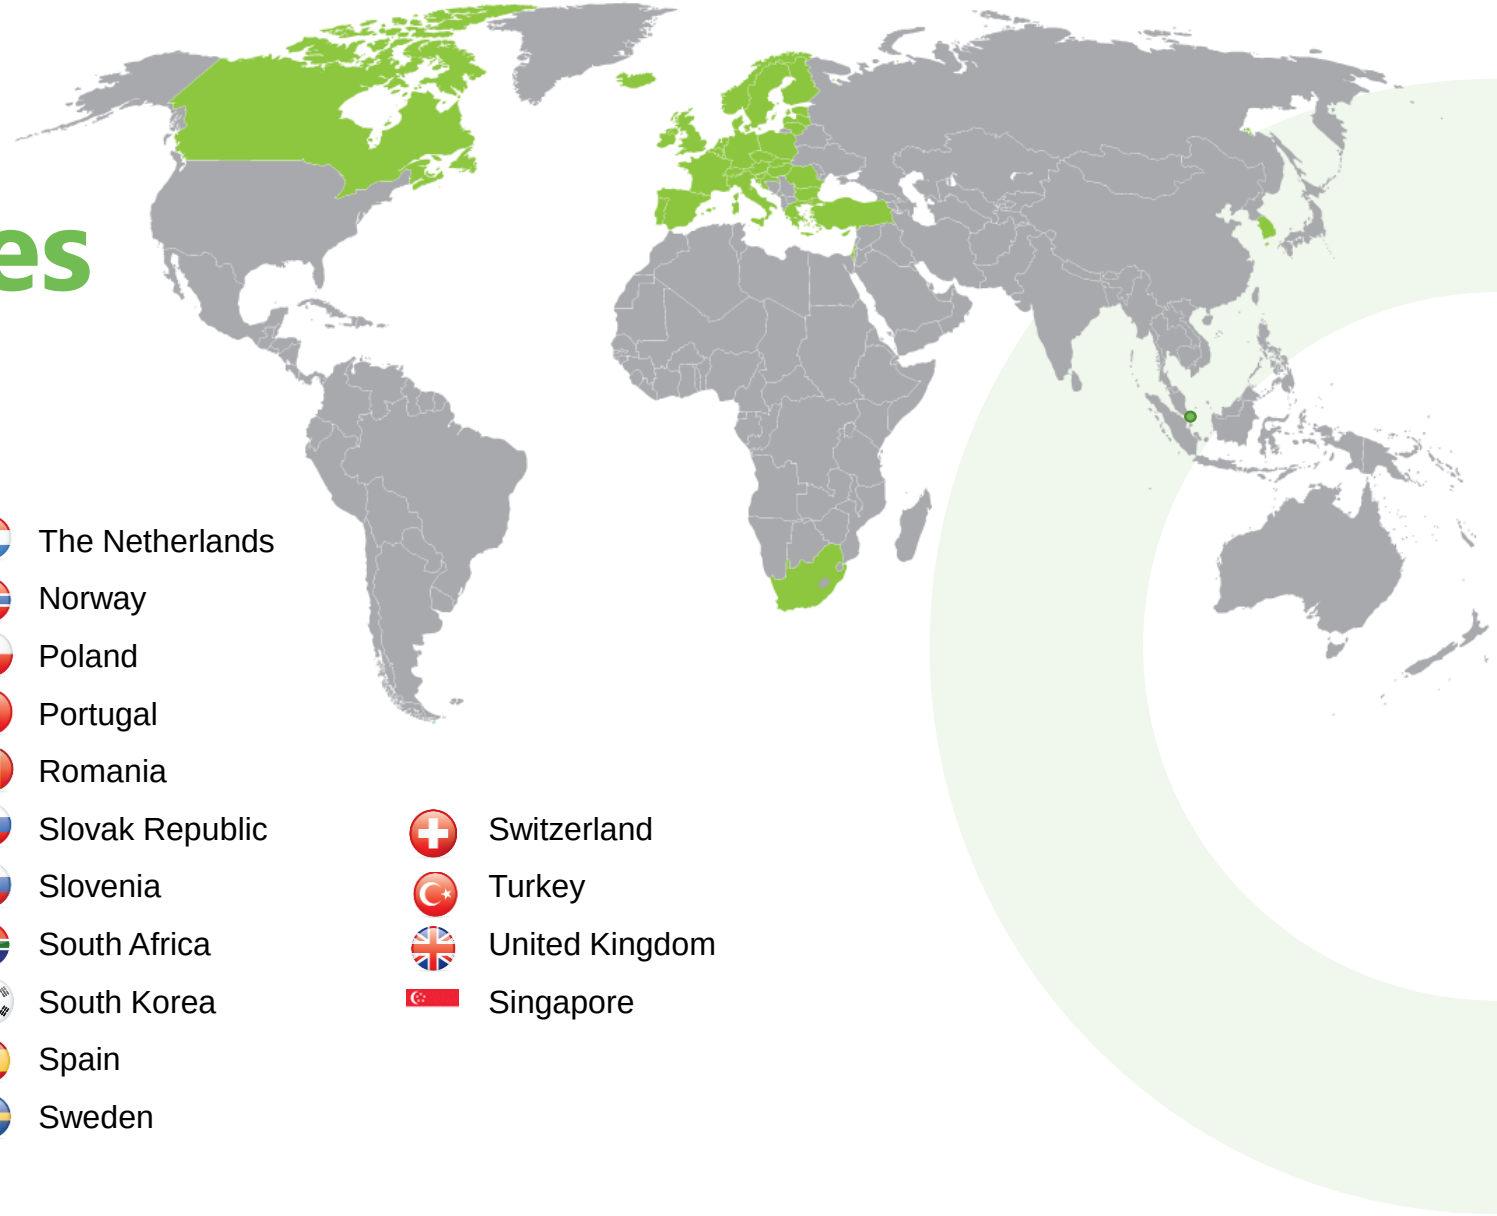 es
The Netherlands
Norway
Poland
Portugal
Romania
Slovak Republic
Slovenia
South Africa
South Korea
Spain
Sweden
Switzerland
Turkey
United Kingdom
Singapore